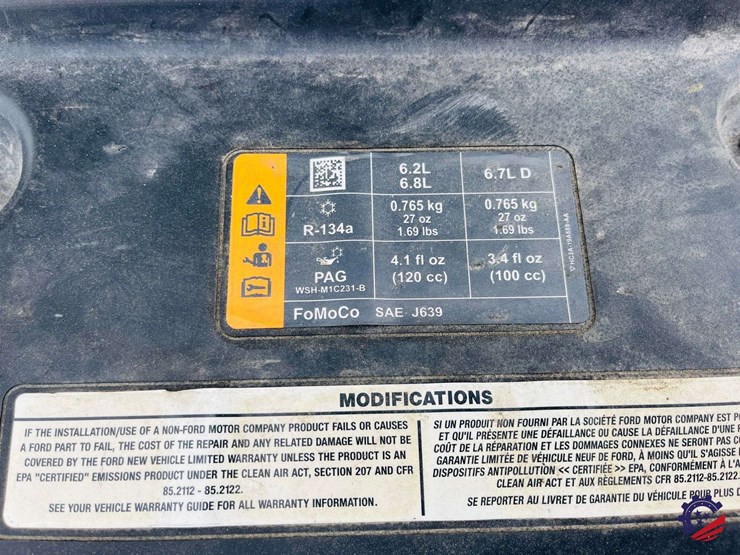 6.2L
6.8L
6.7L D
R-134a
0.765 kg
27 oz
1.69 lbs
0.765 kg
27 oz
1.69 lbs
PAG
WSH-M1C231-B
4.1 fl oz
(120 cc)
3.4 fl oz
(100 cc)
FoMoCo SAE J639
MODIFICATIONS
IF THE INSTALLATION/USE OF A NON-FORD MOTOR COMPANY PRODUCT FAILS OR CAUSES
A FORD PART TO FAIL, THE COST OF THE REPAIR AND ANY RELATED DAMAGE WILL NOT BE
COVERED BY THE FORD NEW VEHICLE LIMITED WARRANTY UNLESS THE PRODUCT IS AN
EPA "CERTIFIED" EMISSIONS PRODUCT UNDER THE CLEAN AIR ACT, SECTION 207 AND CFR
85.2112 - 85.2122.
SEE YOUR VEHICLE WARRANTY GUIDE FOR ALL WARRANTY INFORMATION.
SI UN PRODUIT NON FOURNI PAR LA SOCIÉTÉ FORD MOTOR COMPANY EST
ET QU'IL PRÉSENTE UNE DÉFAILLANCE OU CAUSE LA DÉFAILLANCE D'UNE
COÛT DE LA RÉPARATION ET LES DOMMAGES CONNEXES NE SERONT PAS
GARANTIE LIMITÉE DE VÉHICULE NEUF DE FORD, À MOINS QU'IL S'AGISSE
DISPOSITIFS ANTIPOLLUTION << CERTIFIÉE >> EPA, CONFORMÉMENT À
CLEAN AIR ACT ET AUX RÈGLEMENTS CFR 85.2112-85.2122.
SE REPORTER AU LIVRET DE GARANTIE DU VÉHICULE POUR PLUS